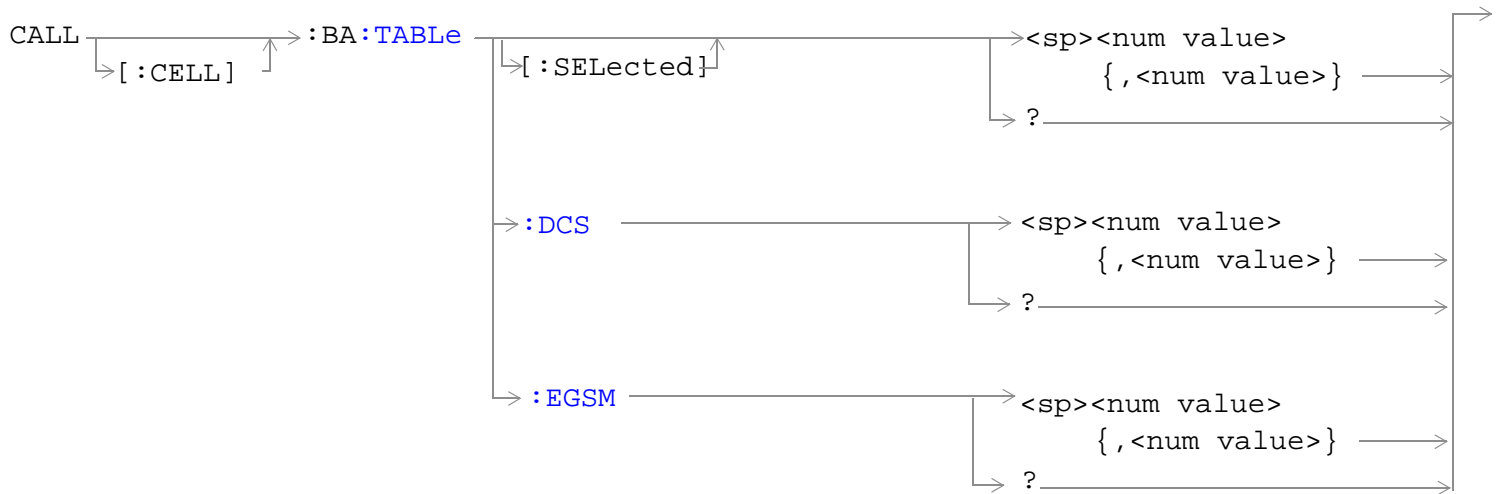 CALL :BA:TABLe <sp><num value>
[:CELL] [:SELected] {,<num value>}
?
:DCS <sp><num value>
{,<num value>}
?
:EGSM <sp><num value>
{,<num value>}
?